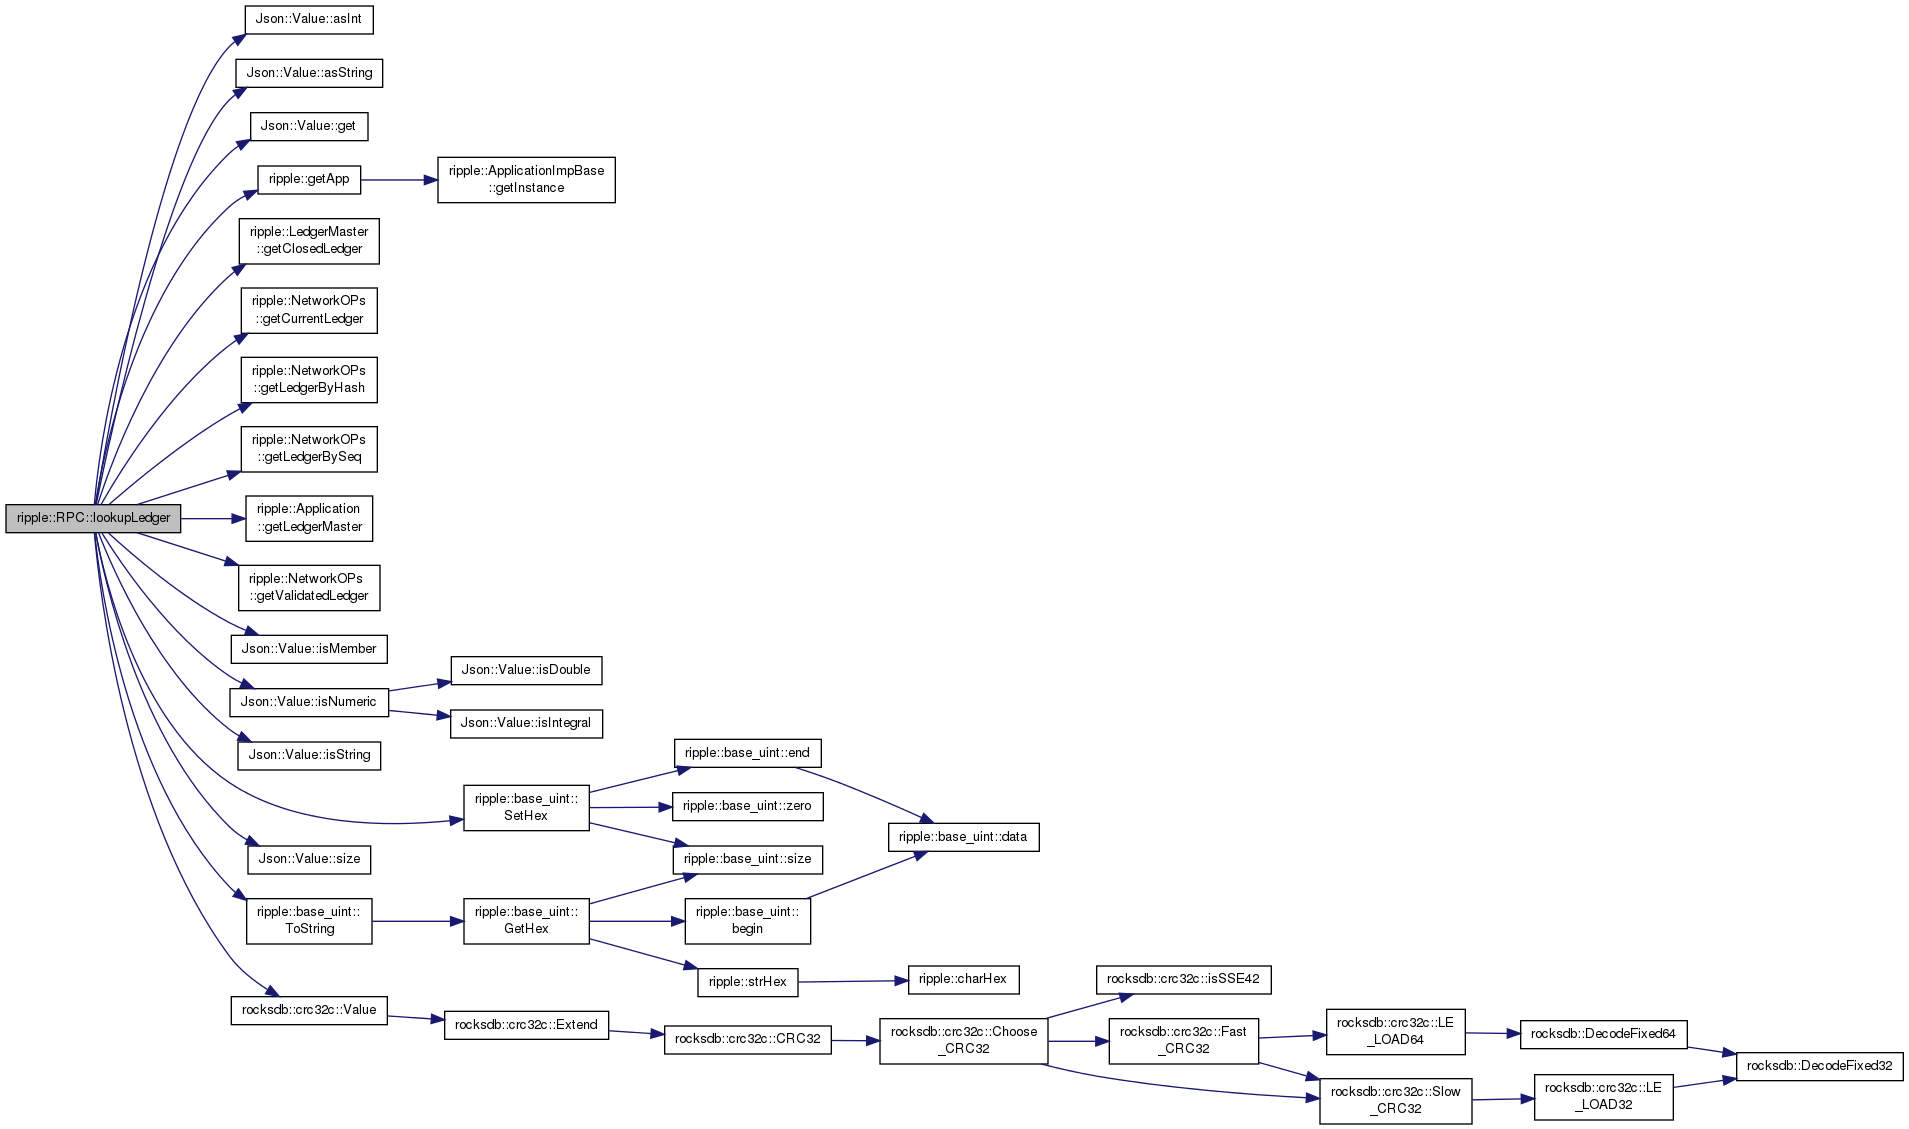 Json::Value::asInt
Json::Value::asString
Json::Value::get
ripple::getApp
ripple::ApplicationImpBase
::getInstance
ripple::LedgerMaster
::getClosedLedger
ripple::NetworkOPs
::getCurrentLedger
ripple::NetworkOPs
::getLedgerByHash
ripple::NetworkOPs
::getLedgerBySeq
ripple::RPC::lookupLedger
ripple::Application
::getLedgerMaster
ripple::NetworkOPs
::getValidatedLedger
Json::Value::isMember
Json::Value::isNumeric
Json::Value::isDouble
Json::Value::isIntegral
Json::Value::isString
ripple::base_uint::
SetHex
ripple::base_uint::end
ripple::base_uint::zero
ripple::base_uint::size
ripple::base_uint::data
Json::Value::size
ripple::base_uint::
ToString
ripple::base_uint::
GetHex
ripple::base_uint::
begin
ripple::strHex
ripple::charHex
rocksdb::crc32c::Value
rocksdb::crc32c::Extend
rocksdb::crc32c::CRC32
rocksdb::crc32c::Choose
_CRC32
rocksdb::crc32c::isSSE42
rocksdb::crc32c::Fast
_CRC32
rocksdb::crc32c::LE
_LOAD64
rocksdb::DecodeFixed64
rocksdb::crc32c::Slow
_CRC32
rocksdb::crc32c::LE
_LOAD32
rocksdb::DecodeFixed32